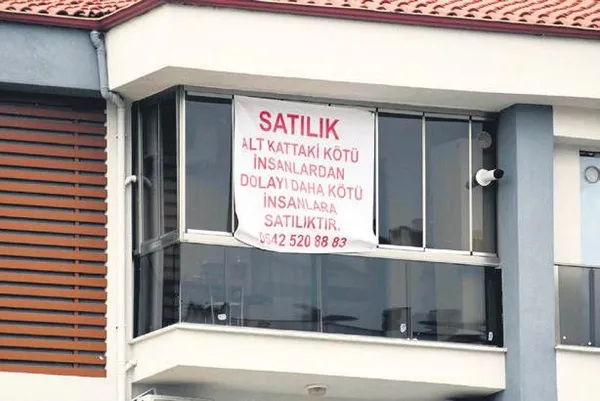 SATILIK
ALT KATTAKİ KÖTÜ
İNSANLARDAN
DOLAYI DAHA KÖTÜ
İNSANLARA
SATILIKTIR.
0542 520 88 83